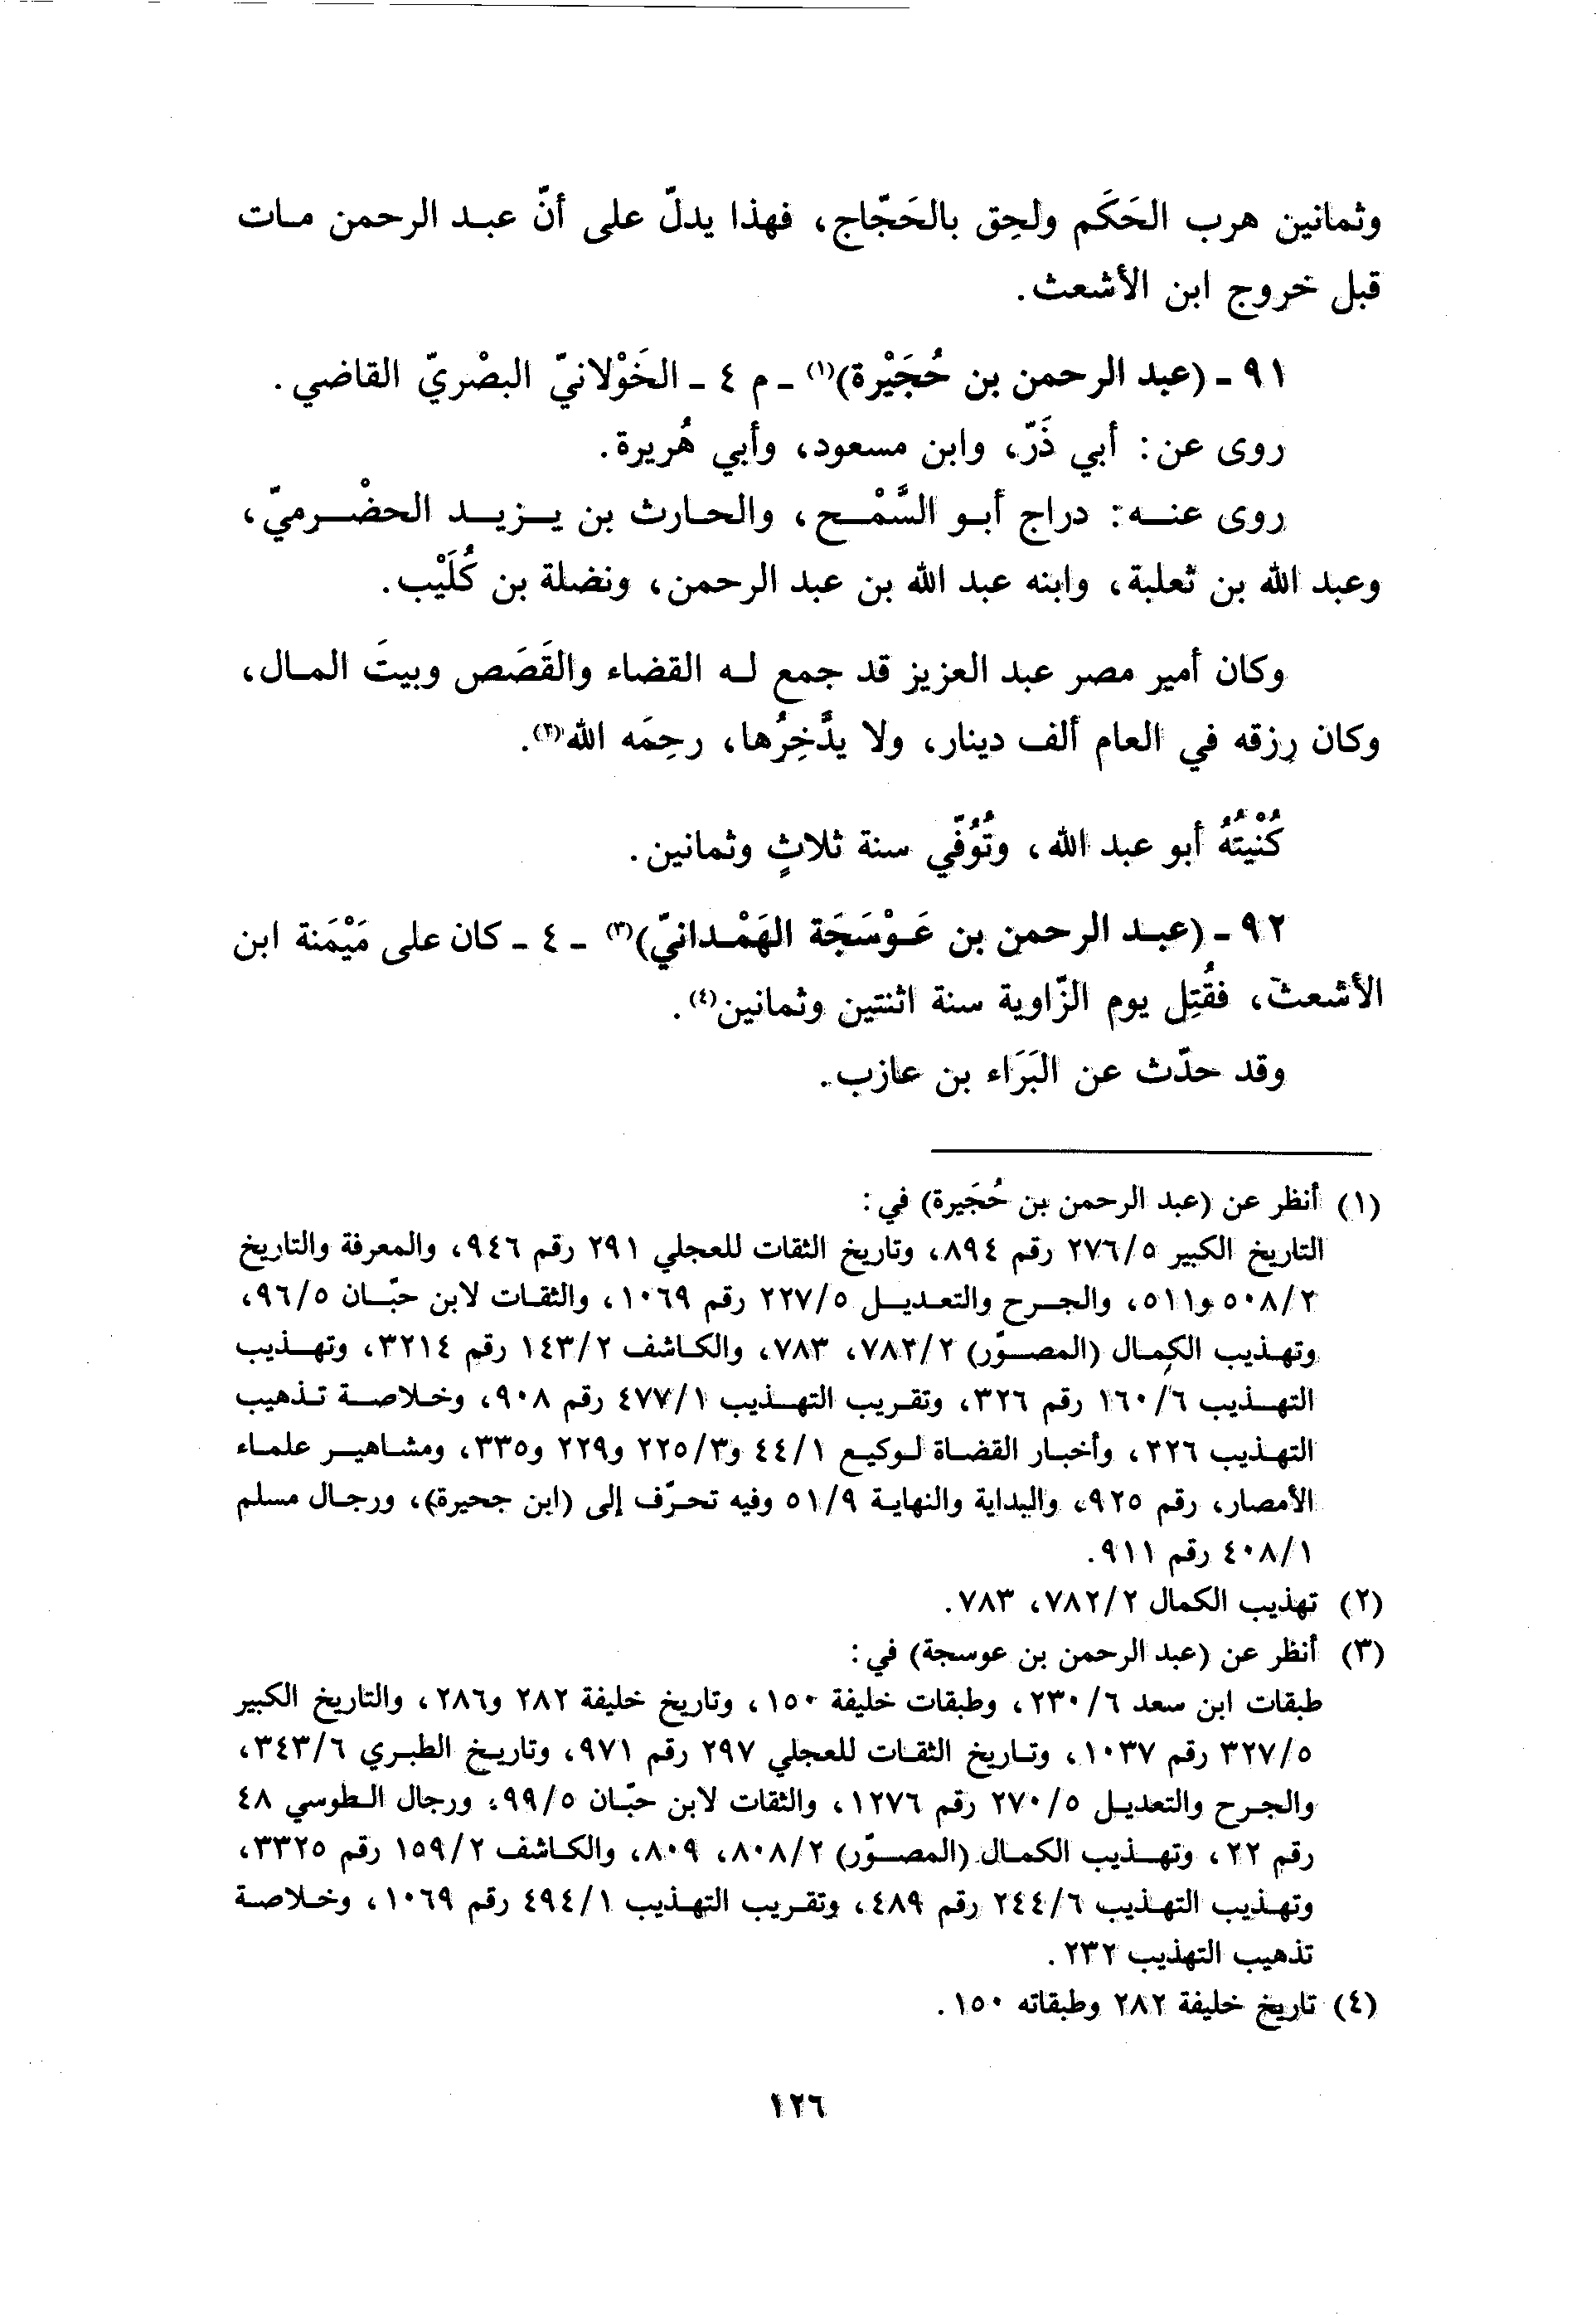 وثمانين هرب الحَكَم ولحِق بالحَجّاج، فهذا يدلّ على أنّ عبد الرحمن مات
قبل خروج ابن الأشعث.
٩١ - (عبد الرحمن بن حُجَيْرة)(١) - م ٤ - الخَوْلانيّ البصْريّ القاضي.
روى عن: أبي ذَرّ، وابن مسعود، وأبي هُريرة.
روى عنه: دراج أبو السَّمْح، والحارث بن يزيد الحضْرميّ،
وعبد الله بن ثعلبة، وابنه عبد الله بن عبد الرحمن، ونضلة بن كُلَيْب.
وكان أمير مصر عبد العزيز قد جمع له القضاء والقَصَص وبيتَ المال،
وكان رزقه في العام ألف دينار، ولا يدَّخِرُها، رحِمَه الله(٢).
كُنْيتُهُ أبو عبد الله، وتُوُفّي سنة ثلاثٍ وثمانين.
٩٢ - (عبد الرحمن بن عَوْسَجَة الهَمْدانيّ)(٣) - ٤ - كان على مَيْمَنة ابن
الأشعث، فقُتِل يوم الزّاوية سنة اثنتين وثمانين(٤).
وقد حدّث عن البَرَاء بن عازب.
(١) أنظر عن (عبد الرحمن بن حُجَيرة) في:
التاريخ الكبير ٢٧٦/٥ رقم ٨٩٤، وتاريخ الثقات للعجلي ٢٩١ رقم ٩٤٦، والمعرفة والتاريخ
٥٠٨/٢ و٥١١، والجرح والتعديل ٢٢٧/٥ رقم ١٠٦٩، والثقات لابن حبّان ٩٦/٥،
وتهذيب الكمال (المصوّر) ٧٨٢/٢، ٧٨٣، والكاشف ١٤٣/٢ رقم ٣٢١٤، وتهذيب
التهذيب ١٦٠/٦ رقم ٣٢٦، وتقريب التهذيب ٤٧٧/١ رقم ٩٠٨، وخلاصة تذهيب
التهذيب ٢٢٦، وأخبار القضاة لوكيع ٤٤/١ و٢٢٥/٣ و٢٢٩ و٣٣٥، ومشاهير علماء
الأمصار، رقم ٩٢٥، والبداية والنهاية ٥١/٩ وفيه تحرّف إلى (ابن جحيرة)، ورجال مسلم
٤٠٨/١ رقم ٩١١.
(٢) تهذيب الكمال ٧٨٢/٢، ٧٨٣.
(٣) أنظر عن (عبد الرحمن بن عوسجة) في:
طبقات ابن سعد ٢٣٠/٦، وطبقات خليفة ١٥٠، وتاريخ خليفة ٢٨٢ و٢٨٦، والتاريخ الكبير
٣٢٧/٥ رقم ١٠٣٧، وتاريخ الثقات للعجلي ٢٩٧ رقم ٩٧١، وتاريخ الطبري ٣٤٣/٦،
والجرح والتعديل ٢٧٠/٥ رقم ١٢٧٦، والثقات لابن حبّان ٩٩/٥، ورجال الطوسي ٤٨
رقم ٢٢، وتهذيب الكمال (المصوّر) ٨٠٨/٢، ٨٠٩، والكاشف ١٥٩/٢ رقم ٣٣٢٥،
وتهذيب التهذيب ٢٤٤/٦ رقم ٤٨٩، وتقريب التهذيب ٤٩٤/١ رقم ١٠٦٩، وخلاصة
تذهيب التهذيب ٢٣٢.
(٤) تاريخ خليفة ٢٨٢ وطبقاته ١٥٠.
١٢٦